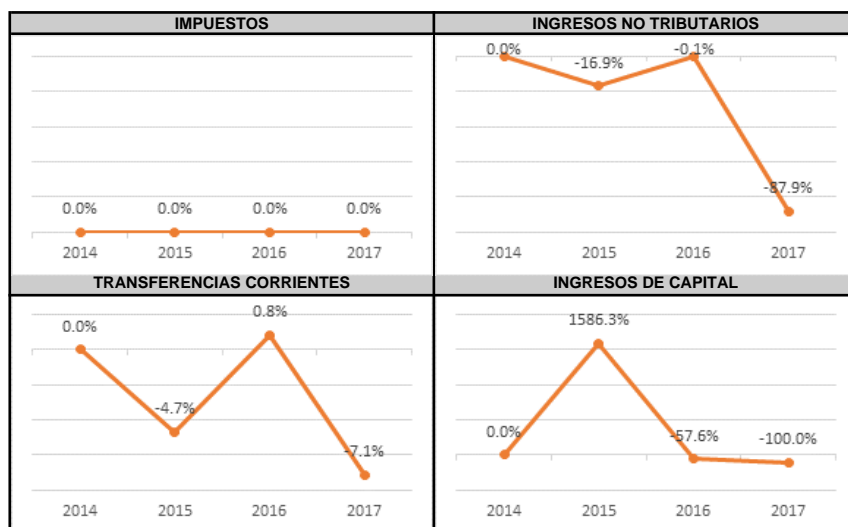 IMPUESTOS
0.0% 0.0% 0.0% 0.0%
2014 2015 2016 2017
INGRESOS NO TRIBUTARIOS
0.0% -16.9% -0.1% -87.9%
2014 2015 2016 2017
TRANSFERENCIAS CORRIENTES
0.0% -4.7% 0.8% -7.1%
2014 2015 2016 2017
INGRESOS DE CAPITAL
0.0% 1586.3% -57.6% -100.0%
2014 2015 2016 2017